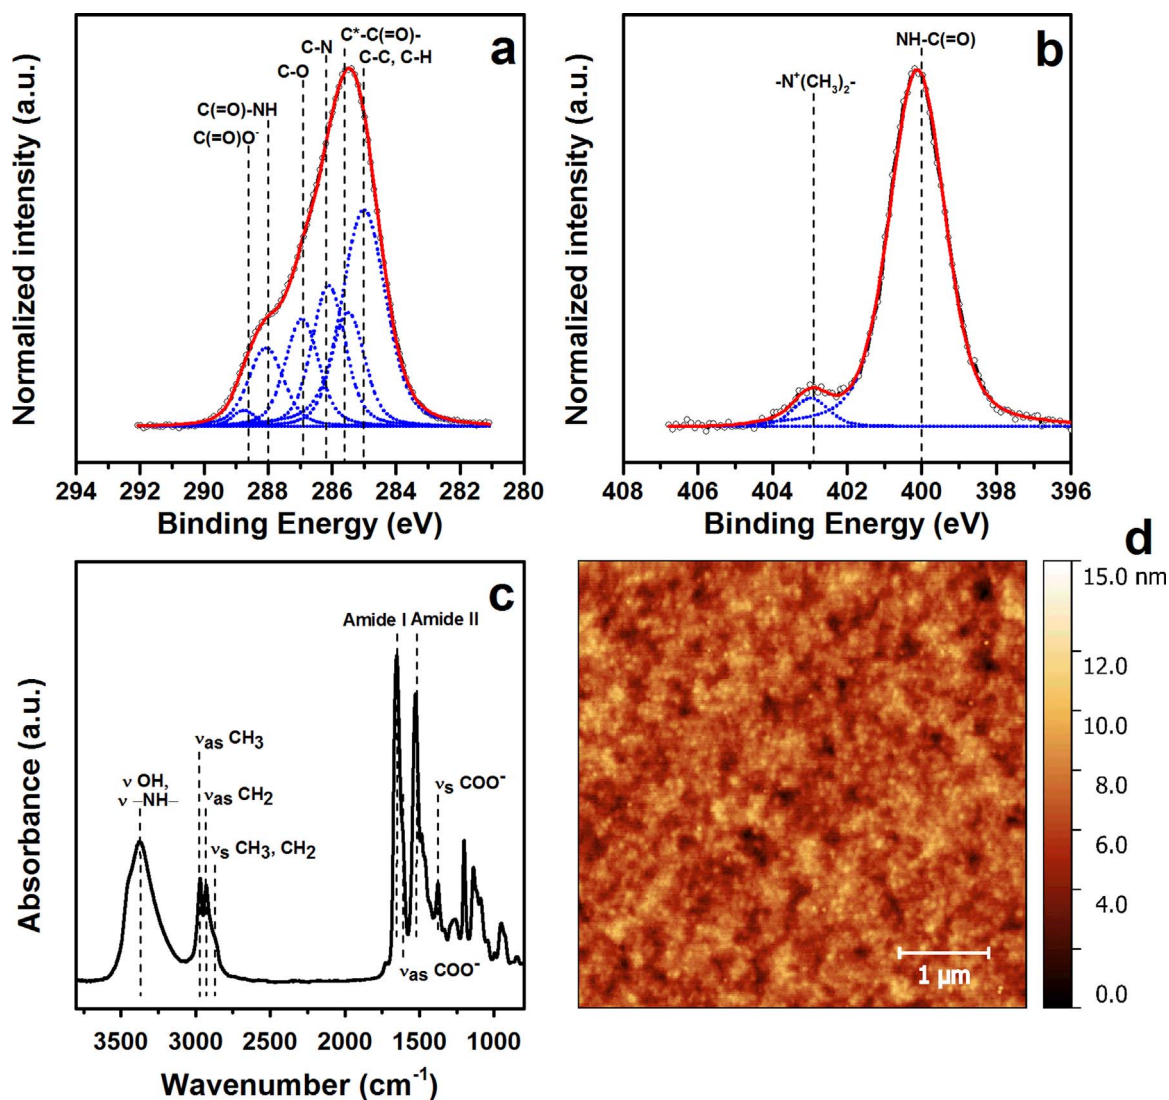 a
C-N
C*-C(=O)-
C-C, C-H
C-O
C(=O)-NH
C(=O)O⁻
Normalized intensity (a.u.)
294 292 290 288 286 284 282 280
Binding Energy (eV)
b
NH-C(=O)
-N⁺(CH₃)₂-
Normalized intensity (a.u.)
408 406 404 402 400 398 396
Binding Energy (eV)
c
Amide I
Amide II
νas CH₃
ν OH,
ν –NH–
νas CH₂
νs CH₃, CH₂
νs COO⁻
νas COO⁻
Absorbance (a.u.)
3500 3000 2500 2000 1500 1000
Wavenumber (cm⁻¹)
d
15.0 nm
12.0
10.0
8.0
6.0
4.0
0.0
1 µm